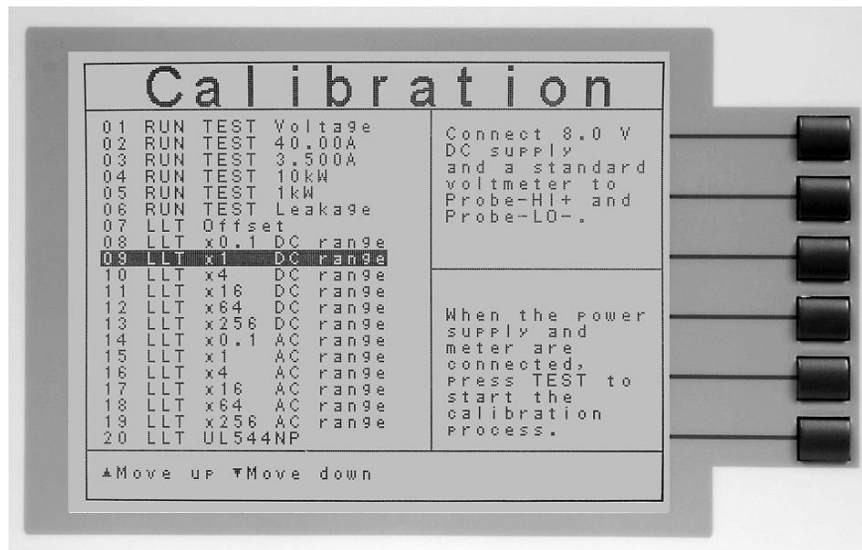 Calibration
01 RUN TEST Voltage
02 RUN TEST 40.00A
03 RUN TEST 3.500A
04 RUN TEST 10kW
05 RUN TEST 1kW
06 RUN TEST Leakage
07 LLT Offset
08 LLT x0.1 DC range
09 LLT x1 DC range
10 LLT x4 DC range
11 LLT x16 DC range
12 LLT x64 DC range
13 LLT x256 DC range
14 LLT x0.1 AC range
15 LLT x1 AC range
16 LLT x4 AC range
17 LLT x16 AC range
18 LLT x64 AC range
19 LLT x256 AC range
20 LLT UL544NP
Connect 8.0 V
DC supply
and a standard
voltmeter to
Probe-HI+ and
Probe-LO-.
When the power
supply and
meter are
connected,
press TEST to
start the
calibration
process.
▲Move up ▼Move down